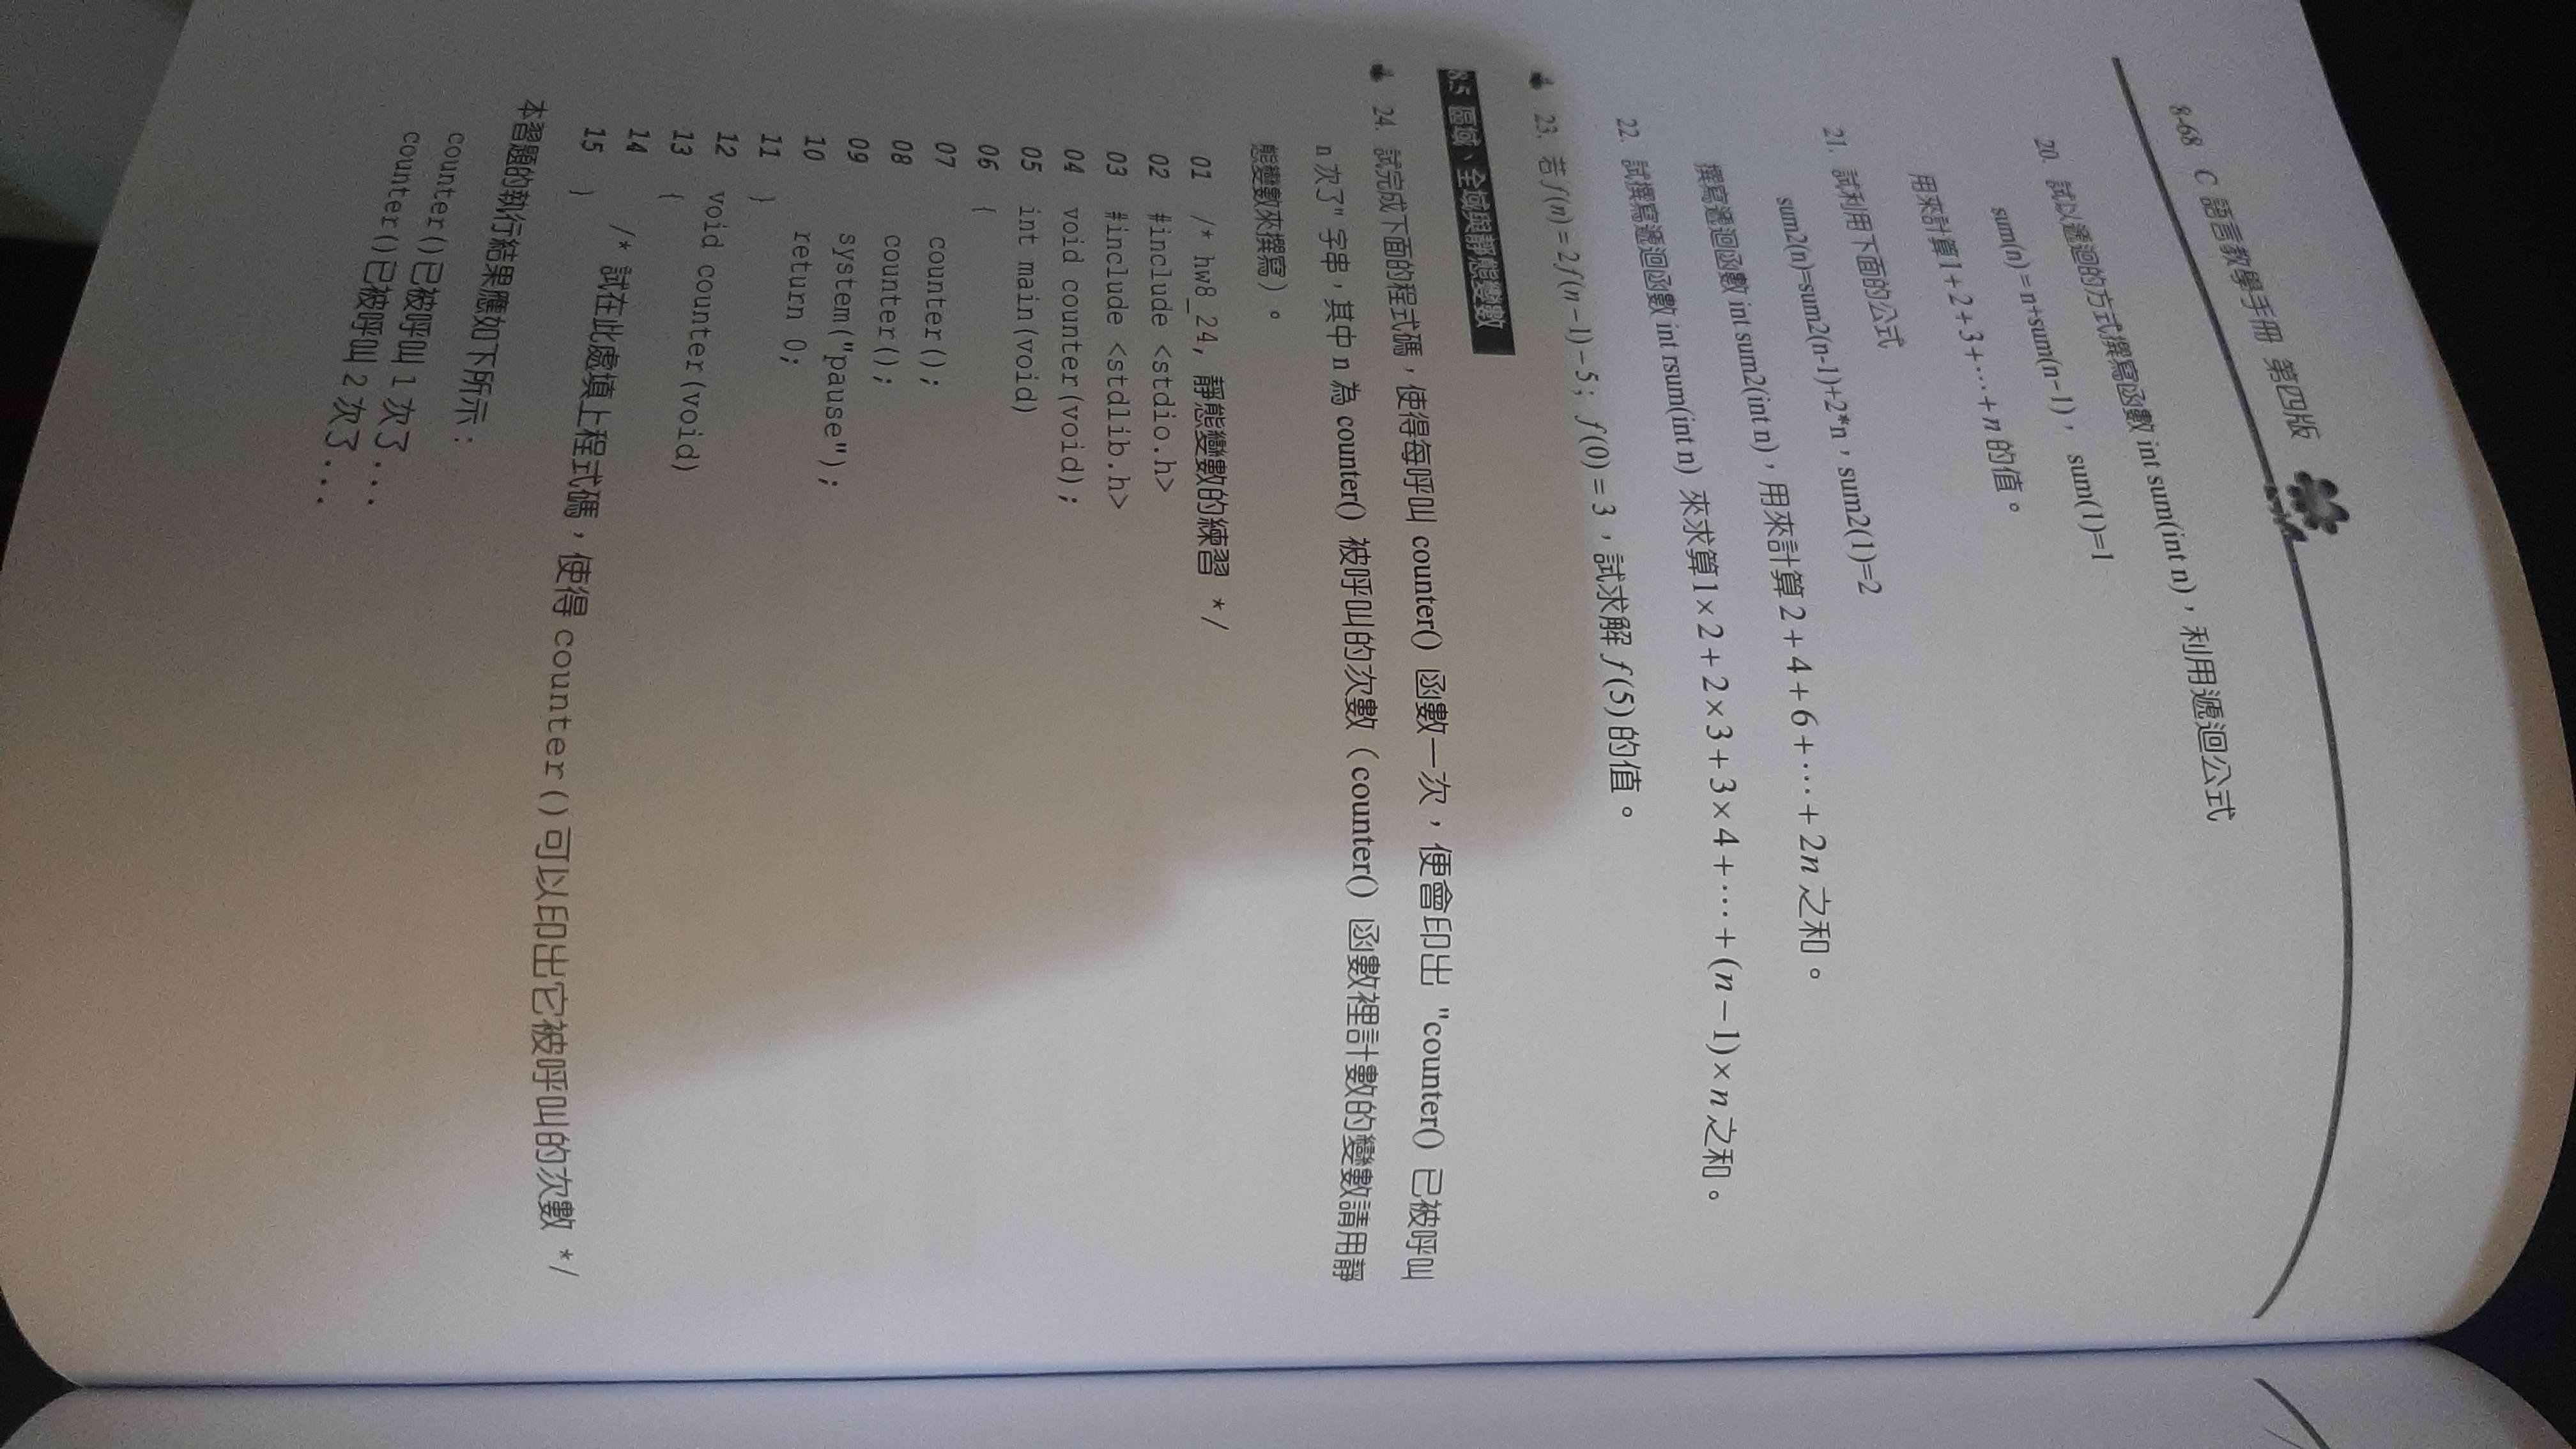 8-68 C 語言教學手冊 第四版
20. 試以遞迴的方式撰寫函數 int sum(int n)，利用遞迴公式
sum(n) = n+sum(n−1)， sum(1)=1
用來計算1+2+3+⋯+n 的值。
21. 試利用下面的公式
sum2(n)=sum2(n-1)+2*n，sum2(1)=2
撰寫遞迴函數 int sum2(int n)，用來計算 2+4+6+⋯+2n 之和。
22. 試撰寫遞迴函數 int rsum(int n) 來求算1×2+2×3+3×4+⋯+(n−1)×n 之和。
23. 若 f(n) = 2f(n−1)−5； f(0) = 3，試求解 f(5) 的值。
8.5 區域、全域與靜態變數
24. 試完成下面的程式碼，使得每呼叫 counter() 函數一次，便會印出 "counter() 已被呼叫
n 次了" 字串，其中 n 為 counter() 被呼叫的次數（counter() 函數裡計數的變數請用靜
態變數來撰寫）。
01 /* hw8_24, 靜態變數的練習 */
02 #include <stdio.h>
03 #include <stdlib.h>
04 void counter(void);
05 int main(void)
06 {
07 counter();
08 counter();
09 system("pause");
10 return 0;
11 }
12 void counter(void)
13 {
14 /* 試在此處填上程式碼，使得 counter()可以印出它被呼叫的次數 */
15 }
本習題的執行結果應如下所示：
counter()已被呼叫 1 次了...
counter()已被呼叫 2 次了...